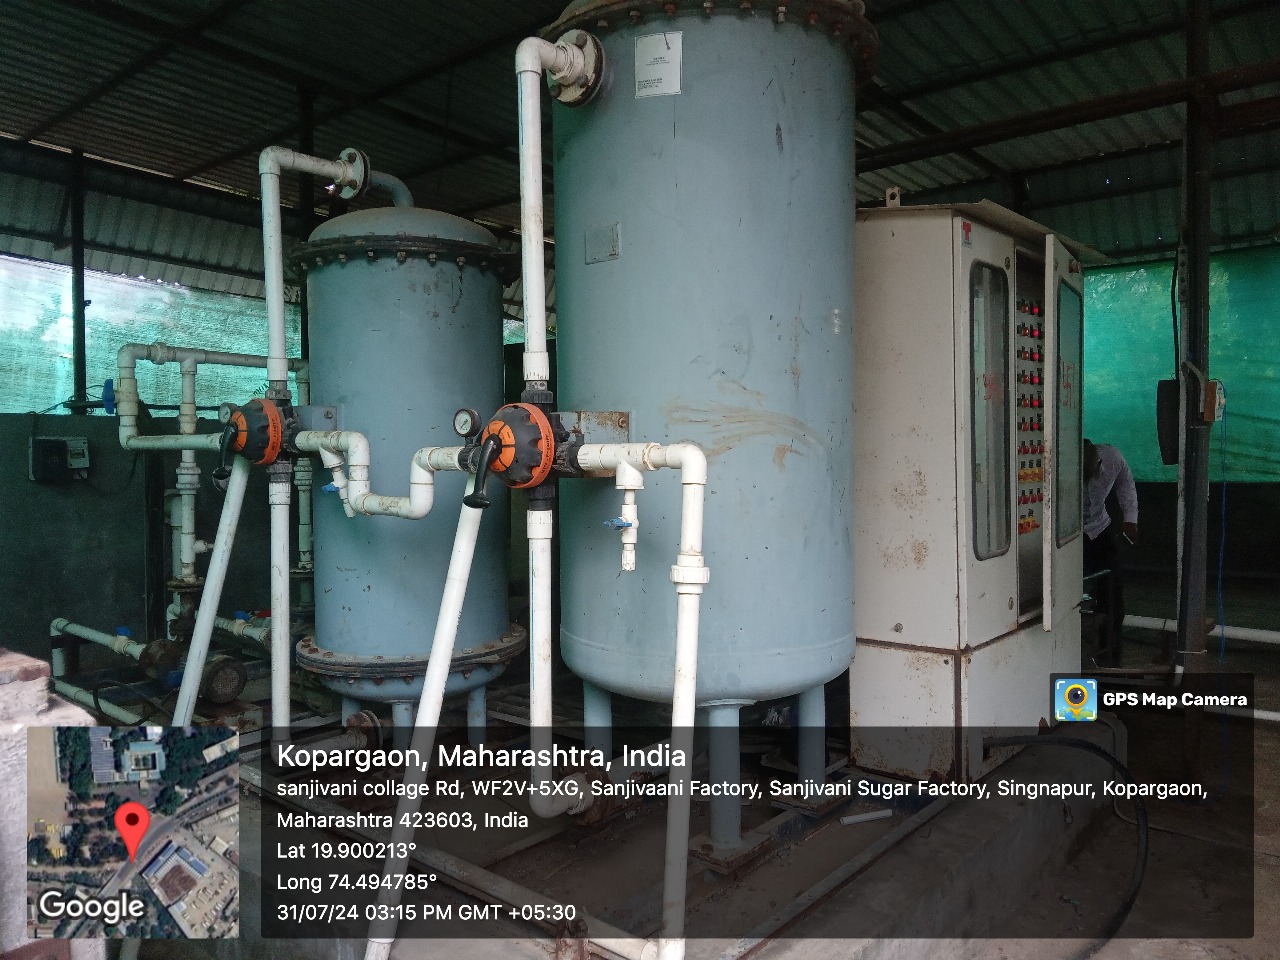 GPS Map Camera
Kopargaon, Maharashtra, India
sanjivani collage Rd, WF2V+5XG, Sanjivaani Factory, Sanjivani Sugar Factory, Singnapur, Kopargaon,
Maharashtra 423603, India
Lat 19.900213°
Long 74.494785°
31/07/24 03:15 PM GMT +05:30
Google